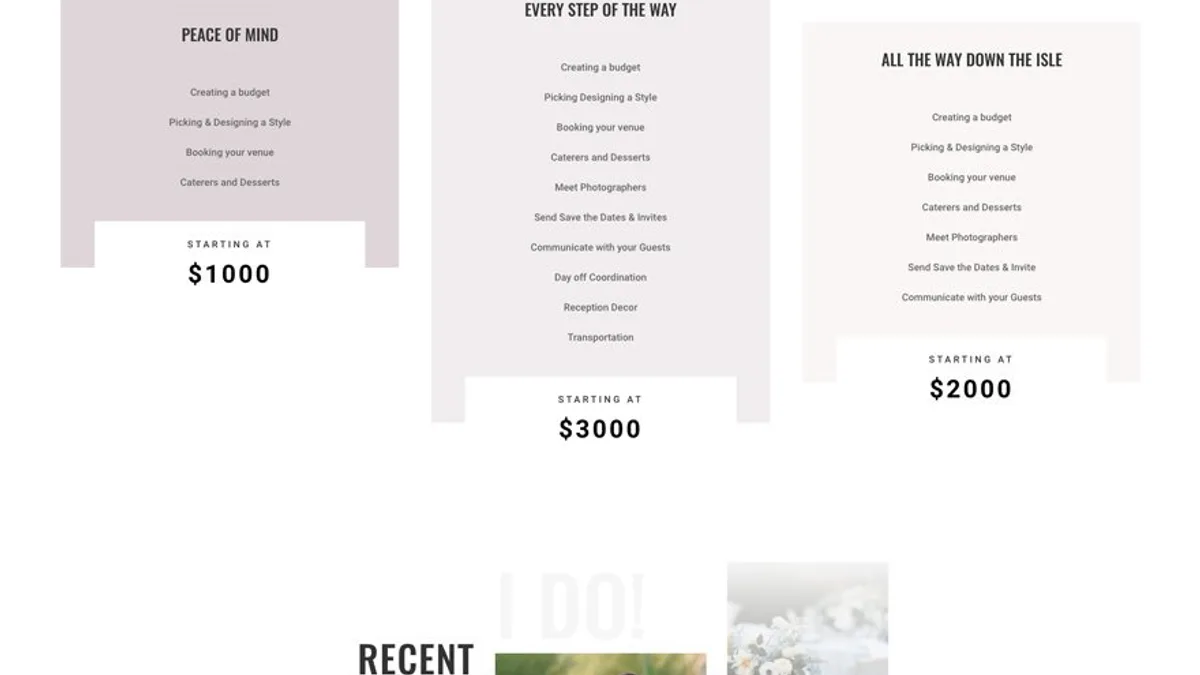 PEACE OF MIND
Creating a budget
Picking & Designing a Style
Booking your venue
Caterers and Desserts
STARTING AT
$1000
EVERY STEP OF THE WAY
Creating a budget
Picking Designing a Style
Booking your venue
Caterers and Desserts
Meet Photographers
Send Save the Dates & Invites
Communicate with your Guests
Day off Coordination
Reception Decor
Transportation
STARTING AT
$3000
ALL THE WAY DOWN THE ISLE
Creating a budget
Picking & Designing a Style
Booking your venue
Caterers and Desserts
Meet Photographers
Send Save the Dates & Invite
Communicate with your Guests
STARTING AT
$2000
I DO!
RECENT